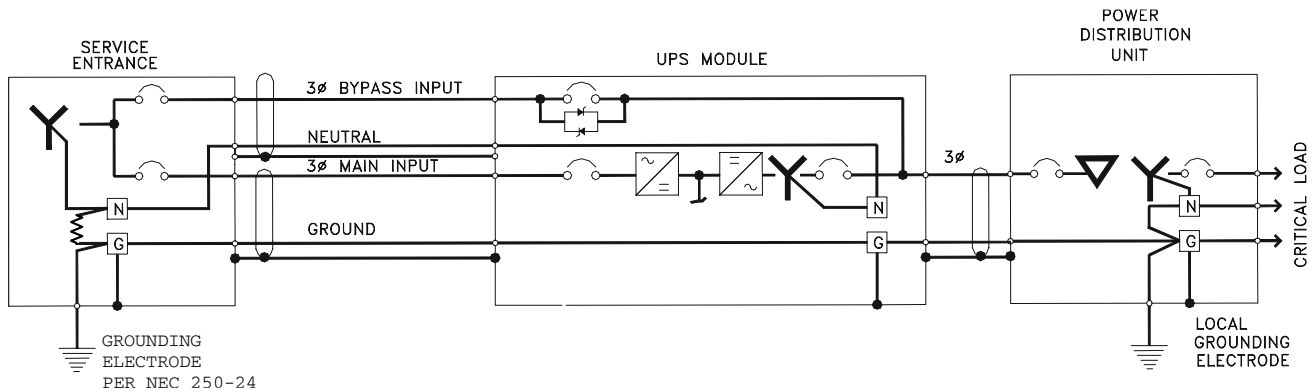 SERVICE
ENTRANCE
UPS MODULE
POWER
DISTRIBUTION
UNIT
3ø BYPASS INPUT
NEUTRAL
3ø MAIN INPUT
3ø
N
N
N
GROUND
G
G
G
CRITICAL LOAD
GROUNDING
ELECTRODE
PER NEC 250-24
LOCAL
GROUNDING
ELECTRODE